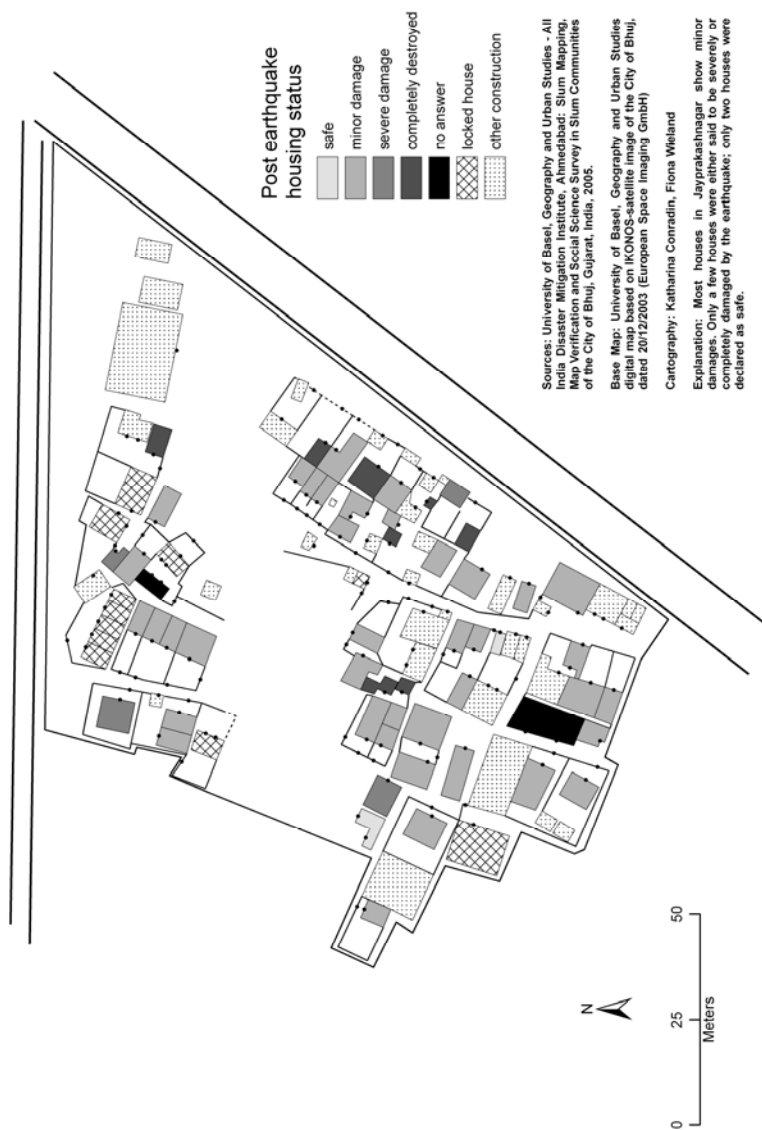 Post earthquake
housing status
safe
minor damage
severe damage
completely destroyed
no answer
locked house
other construction
Sources: University of Basel, Geography and Urban Studies - All
India Disaster Mitigation Institute, Ahmedabad: Slum Mapping,
Map Verification and Social Science Survey in Slum Communities
of the City of Bhuj, Gujarat, India, 2005.
Base Map: University of Basel, Geography and Urban Studies
digital map based on IKONOS-satellite image of the City of Bhuj,
dated 20/12/2003 (European Space Imaging GmbH)
Cartography: Katharina Conradin, Fiona Wieland
Explanation: Most houses in Jayprakashnagar show minor
damages. Only a few houses were either said to be severely or
completely damaged by the earthquake; only two houses were
declared as safe.
N
0 25 50
Meters